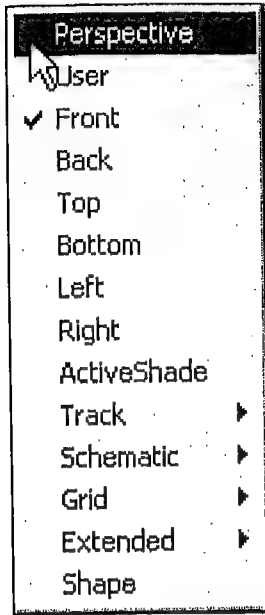 Perspective
User
Front
Back
Top
Bottom
Left
Right
ActiveShade
Track
Schematic
Grid
Extended
Shape